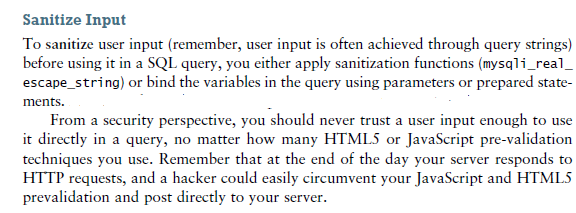 Sanitize Input
To sanitize user input (remember, user input is often achieved through query strings)
before using it in a SQL query, you either apply sanitization functions (mysqli_real_
escape_string) or bind the variables in the query using parameters or prepared state-
ments.
From a security perspective, you should never trust a user input enough to use
it directly in a query, no matter how many HTML5 or JavaScript pre-validation
techniques you use. Remember that at the end of the day your server responds to
HTTP requests, and a hacker could easily circumvent your JavaScript and HTML5
prevalidation and post directly to your server.